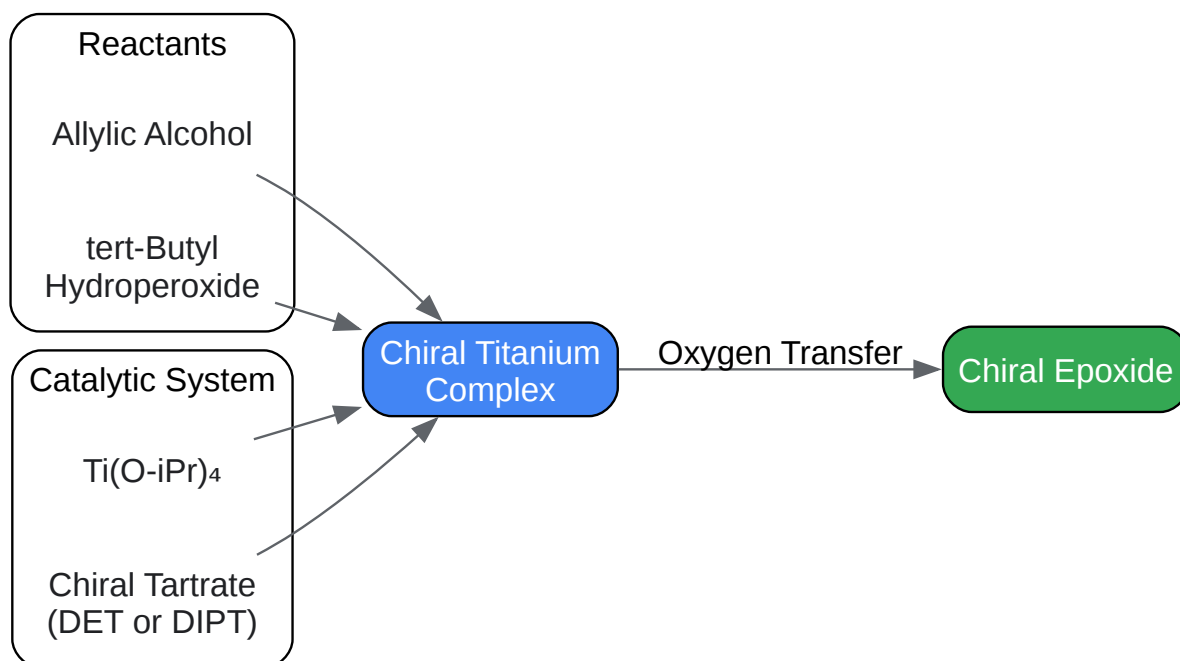 Reactants
Allylic Alcohol
tert-Butyl
Hydroperoxide
Catalytic System
Ti(O-iPr)₄
Chiral Tartrate
(DET or DIPT)
Chiral Titanium
Complex
Oxygen Transfer
Chiral Epoxide